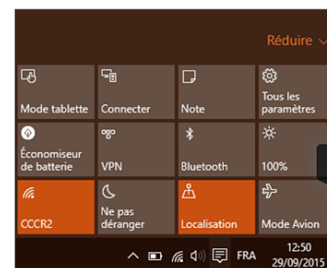 Réduire
Mode tablette
Connecter
Note
Tous les
paramètres
Économiseur
de batterie
VPN
Bluetooth
100%
CCCR2
Ne pas
déranger
Localisation
Mode Avion
FRA
12:50
29/09/2015